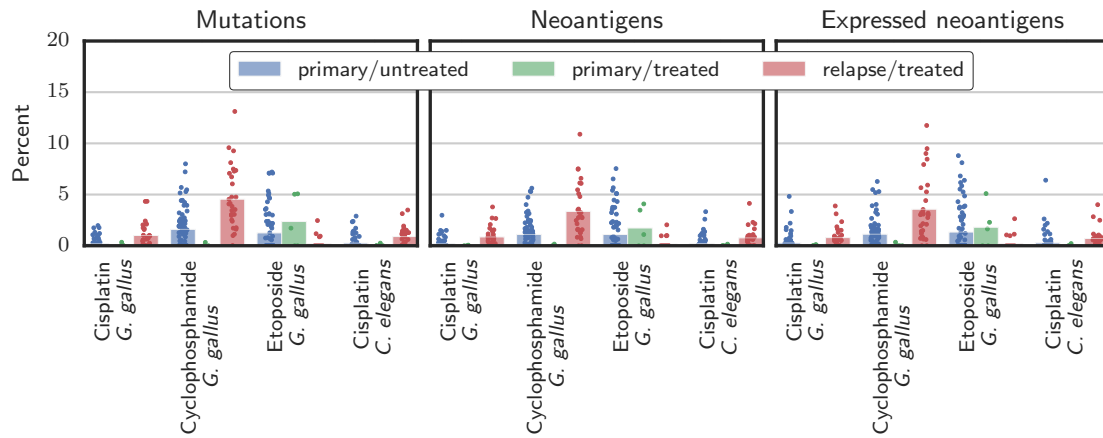 Mutations
Neoantigens
Expressed neoantigens
Percent
20
15
10
5
0
primary/untreated
primary/treated
relapse/treated
Cisplatin
G. gallus
Cyclophosphamide
G. gallus
Etoposide
G. gallus
Cisplatin
C. elegans
Cisplatin
G. gallus
Cyclophosphamide
G. gallus
Etoposide
G. gallus
Cisplatin
C. elegans
Cisplatin
G. gallus
Cyclophosphamide
G. gallus
Etoposide
G. gallus
Cisplatin
C. elegans